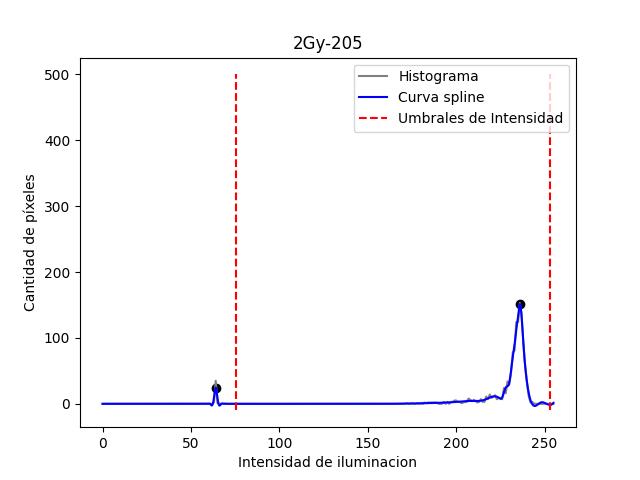 2Gy-205
Histograma
Curva spline
Umbrales de Intensidad
Cantidad de píxeles
500
400
300
200
100
0
0 50 100 150 200 250
Intensidad de iluminacion